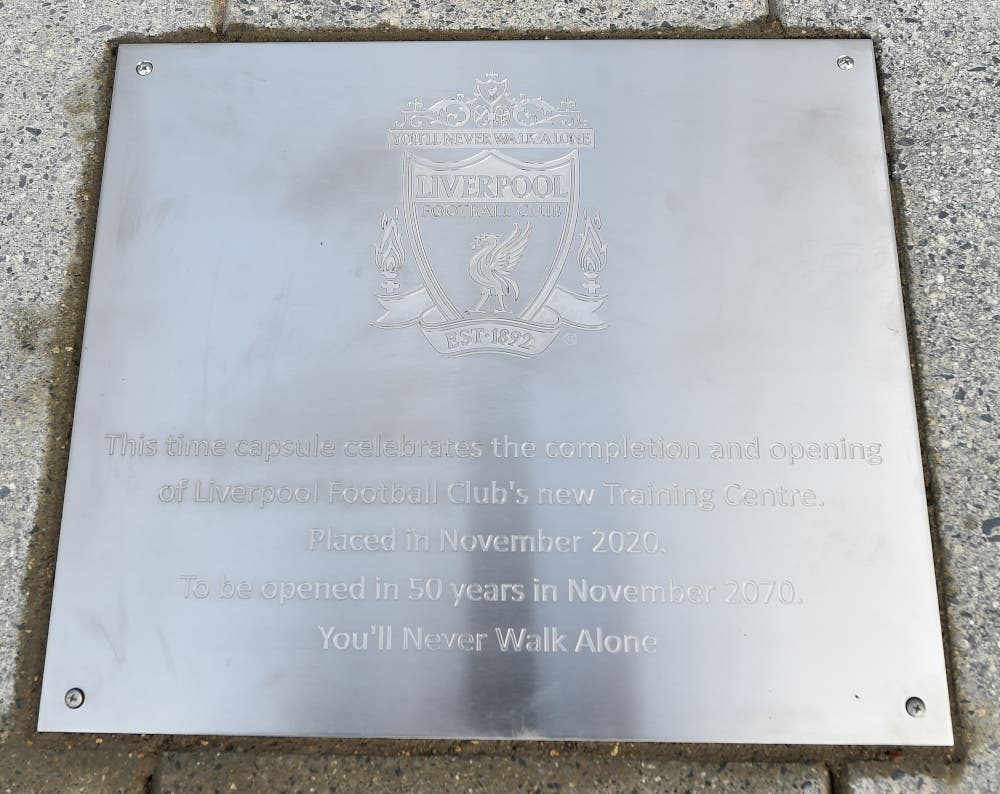 YOU'LL NEVER WALK ALONE
LIVERPOOL
FOOTBALL CLUB
EST·1892
®
This time capsule celebrates the completion and opening
of Liverpool Football Club's new Training Centre.
Placed in November 2020.
To be opened in 50 years in November 2070.
You'll Never Walk Alone